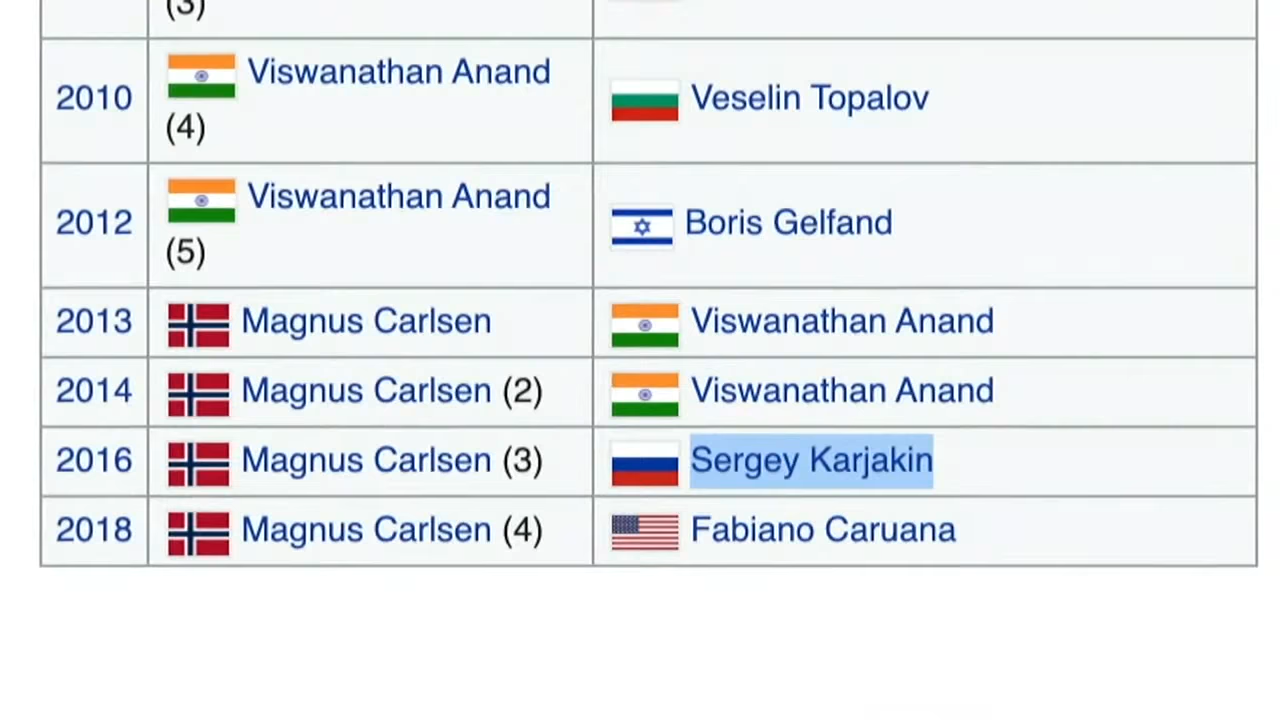 (3)
2010 Viswanathan Anand Veselin Topalov
(4)
2012 Viswanathan Anand Boris Gelfand
(5)
2013 Magnus Carlsen Viswanathan Anand
2014 Magnus Carlsen (2) Viswanathan Anand
2016 Magnus Carlsen (3) Sergey Karjakin
2018 Magnus Carlsen (4) Fabiano Caruana